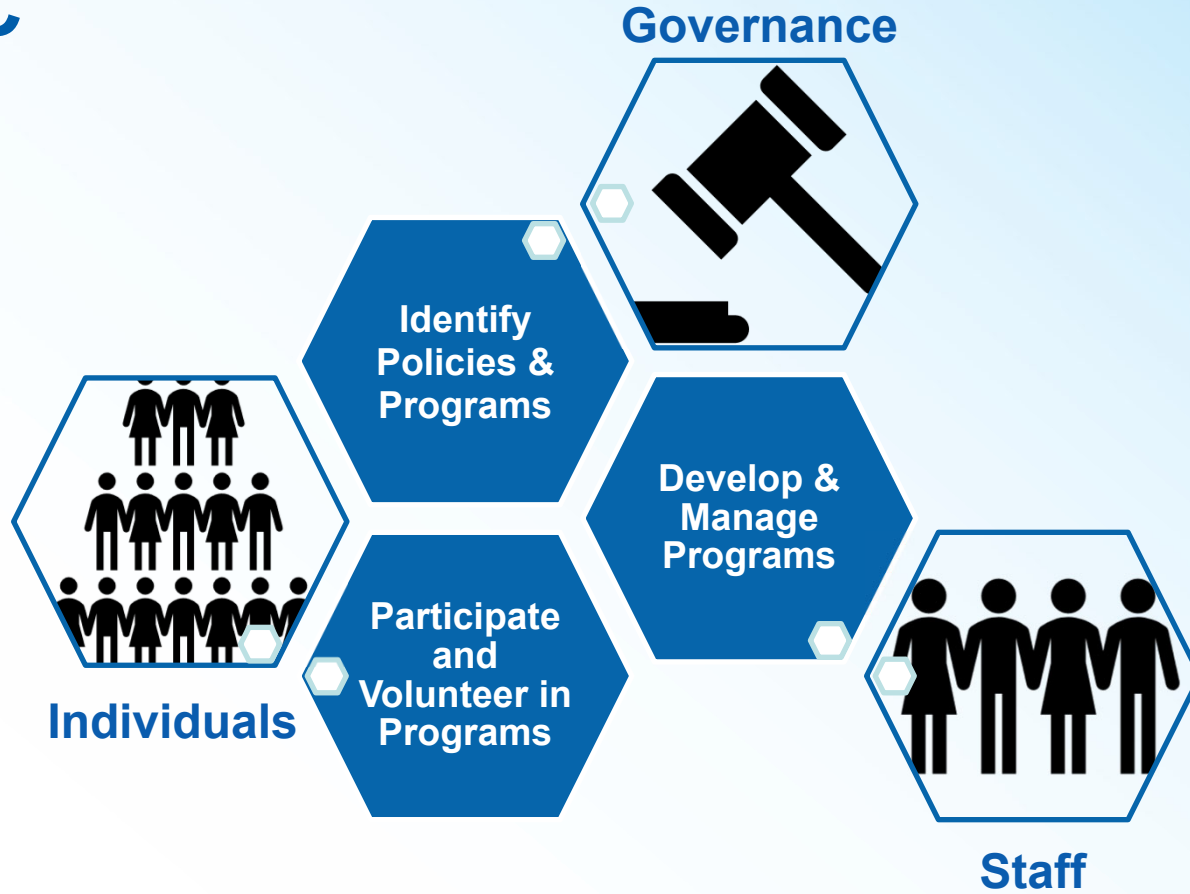 Governance
Identify
Policies &
Programs
Develop &
Manage
Programs
Participate
and
Volunteer in
Programs
Individuals
Staff